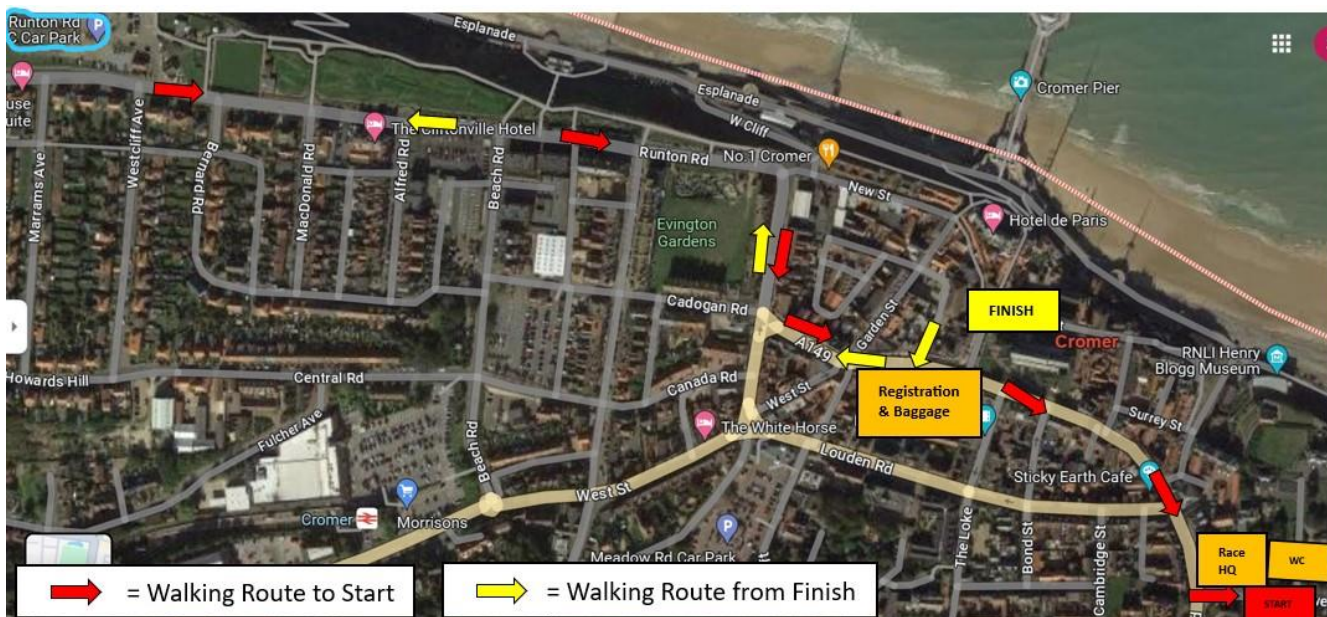 Runton Rd
C Car Park
Esplanade
Cromer Pier
Esplanade
W Cliff
use
uite
Marrams Ave
Westcliff Ave
Bernard Rd
MacDonald Rd
The Cliftonville Hotel
Alfred Rd
Beach Rd
Runton Rd
No.1 Cromer
New St
Hotel de Paris
Evington
Gardens
Cadogan Rd
A149
Garden St
FINISH
Cromer
RNLI Henry
Blogg Museum
Howards Hill
Central Rd
Canada Rd
West St
Registration
& Baggage
Surrey St
Fulcher Ave
Beach Rd
The White Horse
Louden Rd
Sticky Earth Cafe
West St
Cromer
Morrisons
Meadow Rd Car Park
The Loke
Bond St
Cambridge St
Race
HQ
WC
START
= Walking Route to Start
= Walking Route from Finish